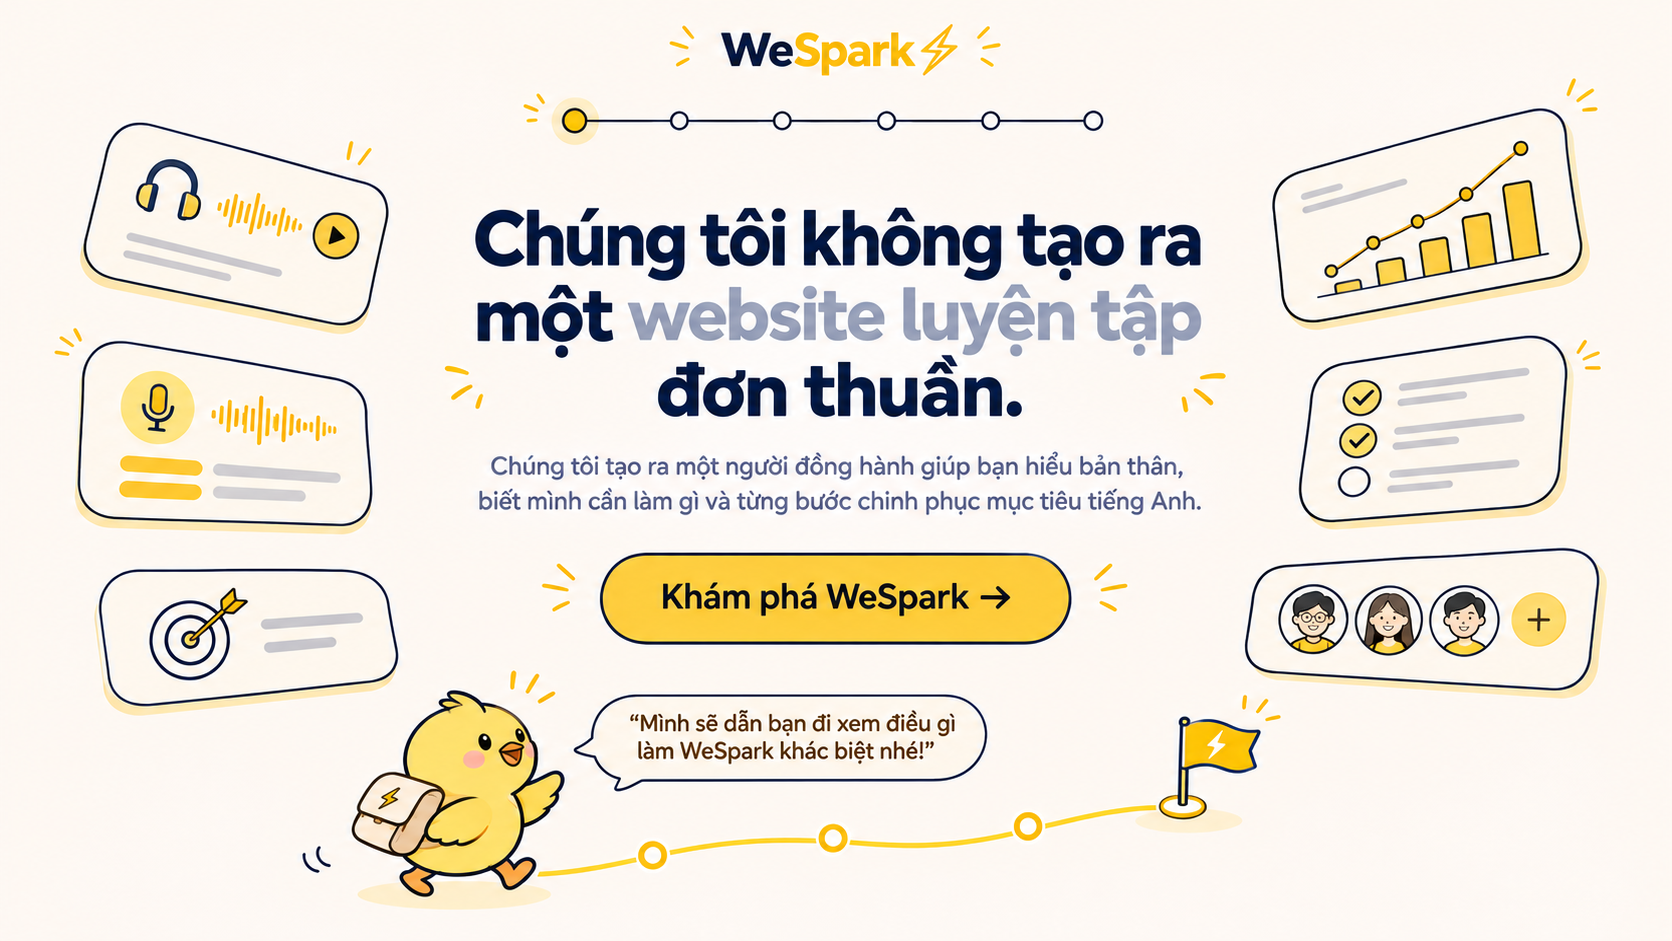 WeSpark
Chúng tôi không tạo ra
một website luyện tập
đơn thuần.
Chúng tôi tạo ra một người đồng hành giúp bạn hiểu bản thân,
biết mình cần làm gì và từng bước chinh phục mục tiêu tiếng Anh.
Khám phá WeSpark →
“Mình sẽ dẫn bạn đi xem điều gì
làm WeSpark khác biệt nhé!”